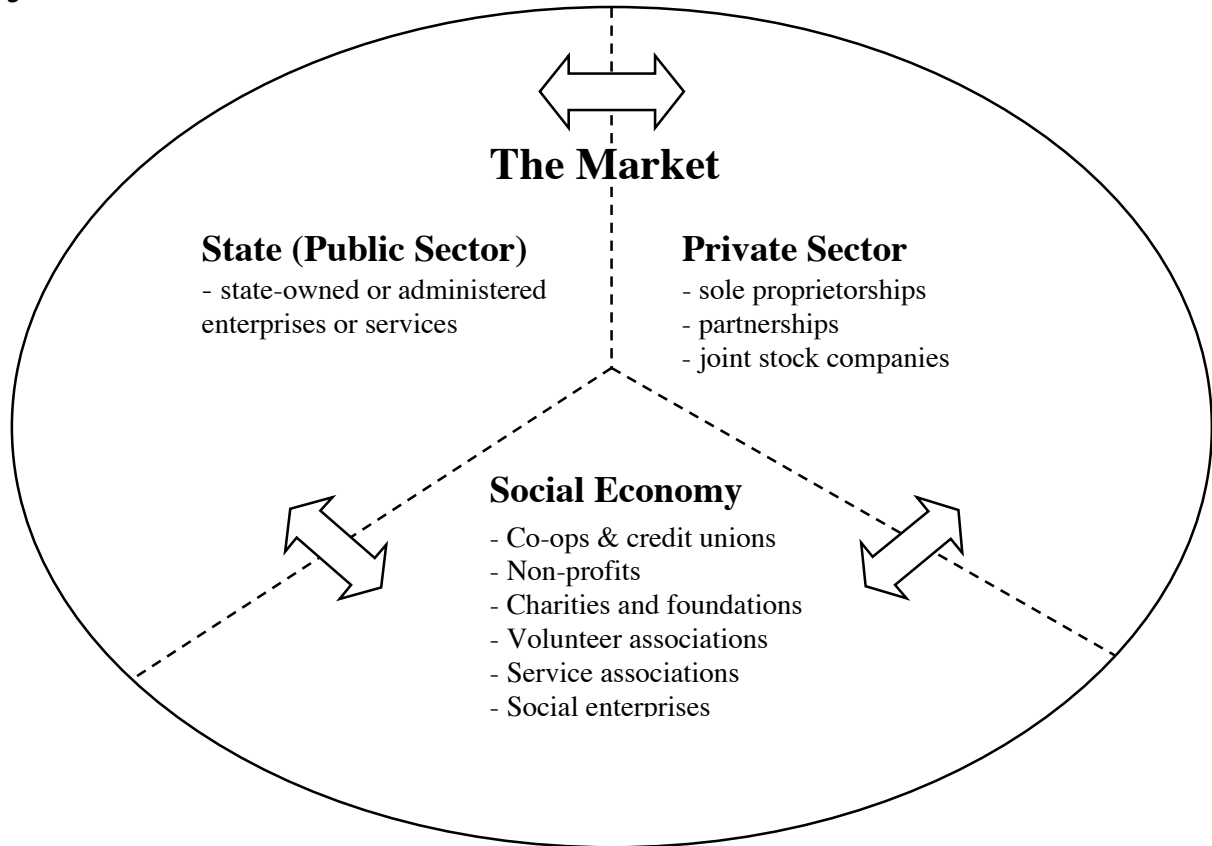 The Market
State (Public Sector)
- state-owned or administered
enterprises or services
Private Sector
- sole proprietorships
- partnerships
- joint stock companies
Social Economy
- Co-ops & credit unions
- Non-profits
- Charities and foundations
- Volunteer associations
- Service associations
- Social enterprises